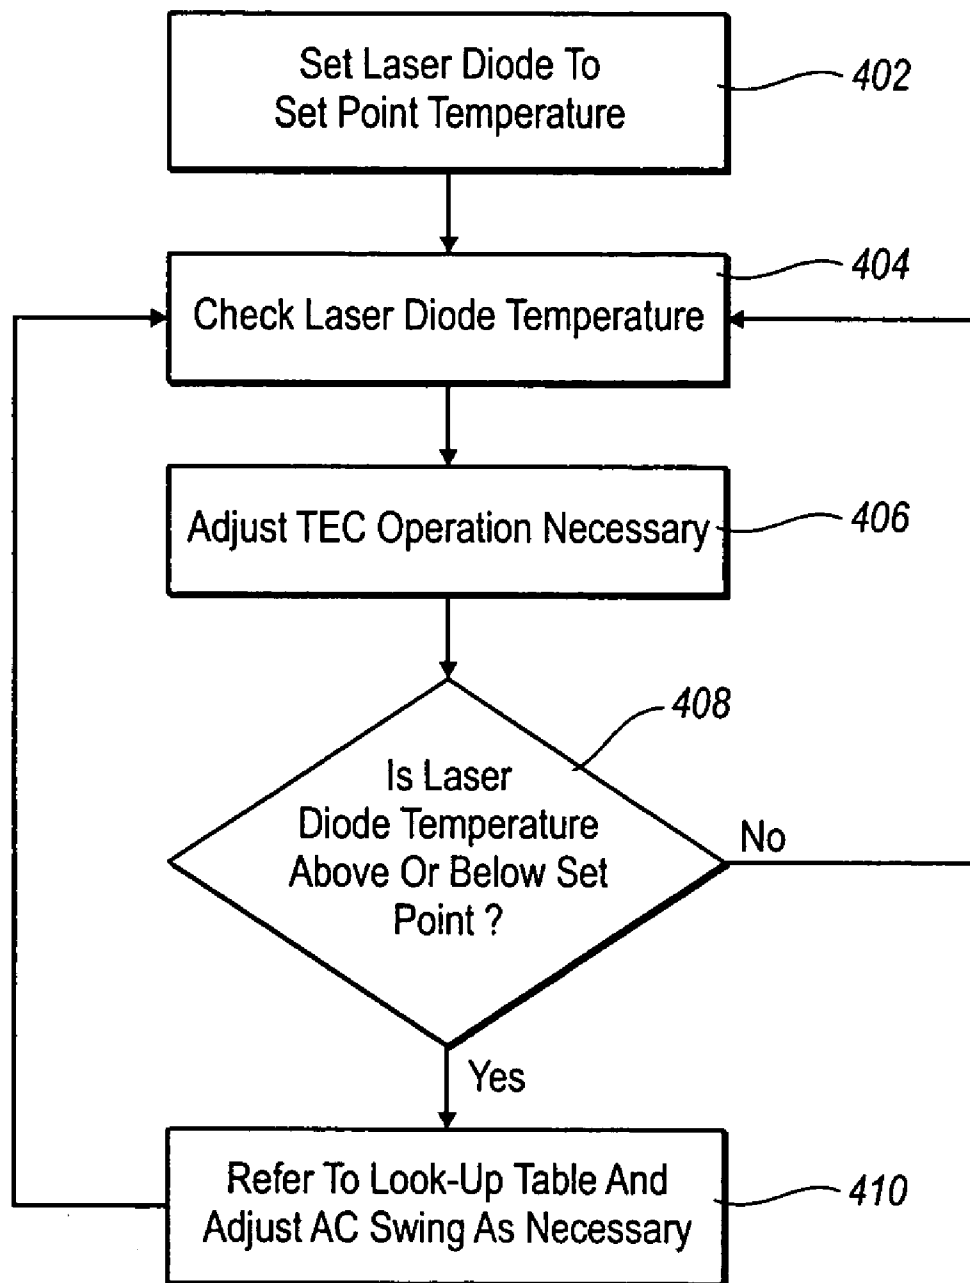 Set Laser Diode To
Set Point Temperature
402
404
Check Laser Diode Temperature
Adjust TEC Operation Necessary
406
408
Is Laser
Diode Temperature
Above Or Below Set
Point ?
No
Yes
Refer To Look-Up Table And
Adjust AC Swing As Necessary
410